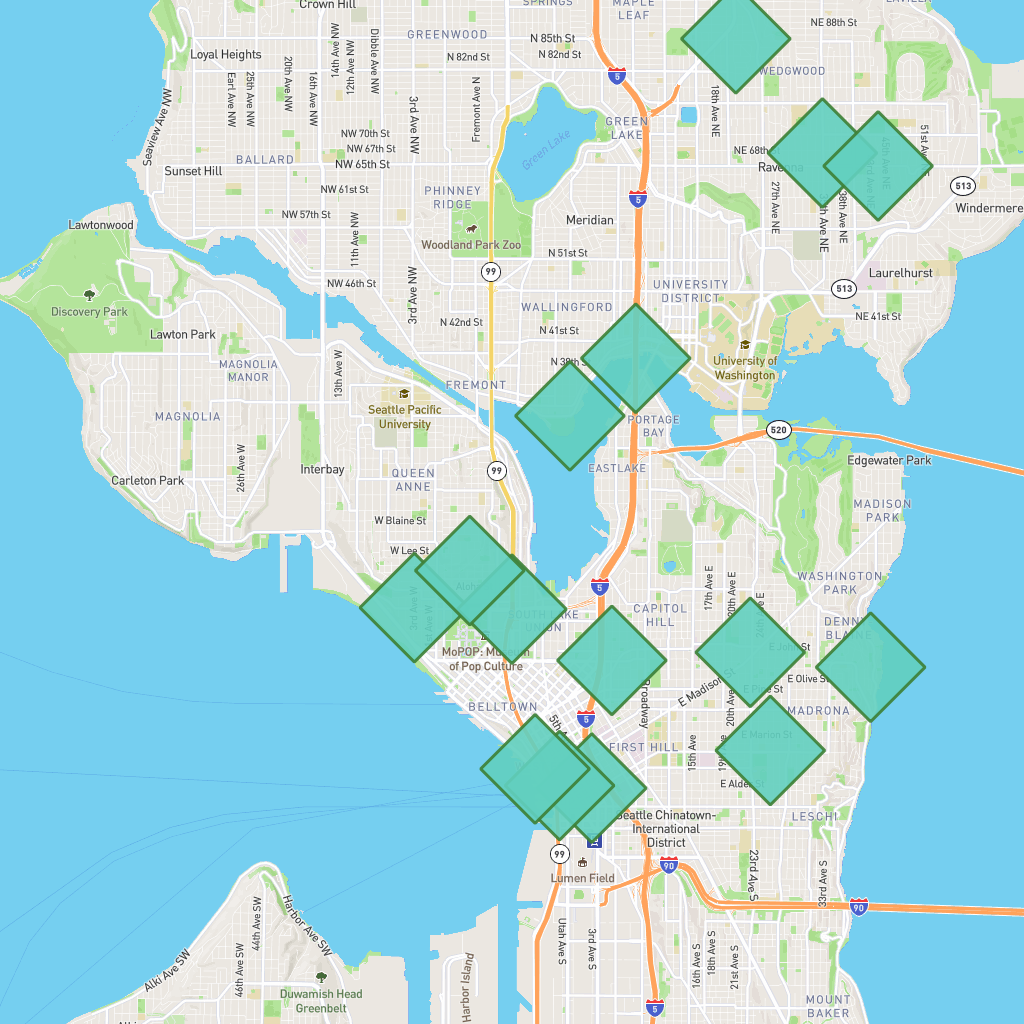 Crown Hill
SPRINGS
MAPLE
LEAF
NE 88th St
GREENWOOD
N 85th St
N 82nd St
N 82nd St
Loyal Heights
14th Ave NW
12th Ave NW
Dibble Ave NW
20th Ave NW
25th Ave NW
Earl Ave NW
16th Ave NW
3rd Ave NW
Fremont Ave N
5
WEDGWOOD
18th Ave NE
Seaview Ave NW
NW 70th St
NW 67th St
NW 65th St
BALLARD
Sunset Hill
GREEN
LAKE
Green Lake
NE 68th
Ravenna
45th Ave NE
51st Ave
NW 61st St
PHINNEY
RIDGE
5
27th Ave NE
38th Ave NE
513
Windermere
NW 57th St
Meridian
Lawtonwood
11th Ave NW
Woodland Park Zoo
N 51st St
99
3rd Ave NW
NW 46th St
UNIVERSITY
DISTRICT
Laurelhurst
513
Discovery Park
WALLINGFORD
N 42nd St
N 41st St
NE 41st St
Lawton Park
University of
Washington
N 38th St
MAGNOLIA
MANOR
13th Ave W
FREMONT
Seattle Pacific
University
MAGNOLIA
PORTAGE
BAY
520
26th Ave W
Interbay
QUEEN
ANNE
99
EASTLAKE
Edgewater Park
Carleton Park
MADISON
PARK
W Blaine St
W Lee St
WASHINGTON
PARK
Aloha
3rd Ave W
5
17th Ave E
20th Ave E
SOUTH LAKE
UNION
CAPITOL
HILL
DENNY
BLAINE
E John St
MoPOP: Museum
of Pop Culture
E Olive St
E Madison St
E Pine St
Broadway
BELLTOWN
5
MADRONA
5th Ave
20th Ave
15th Ave
19th Ave
E Marion St
FIRST HILL
E Alder St
Seattle Chinatown-
International
District
LESCHI
99
90
Lumen Field
23rd Ave S
33rd Ave S
90
Harbor Ave SW
44th Ave SW
46th Ave SW
Alki Ave SW
Utah Ave S
3rd Ave S
16th Ave S
18th Ave S
21st Ave S
Harbor Island
Duwamish Head
Greenbelt
5
MOUNT
BAKER